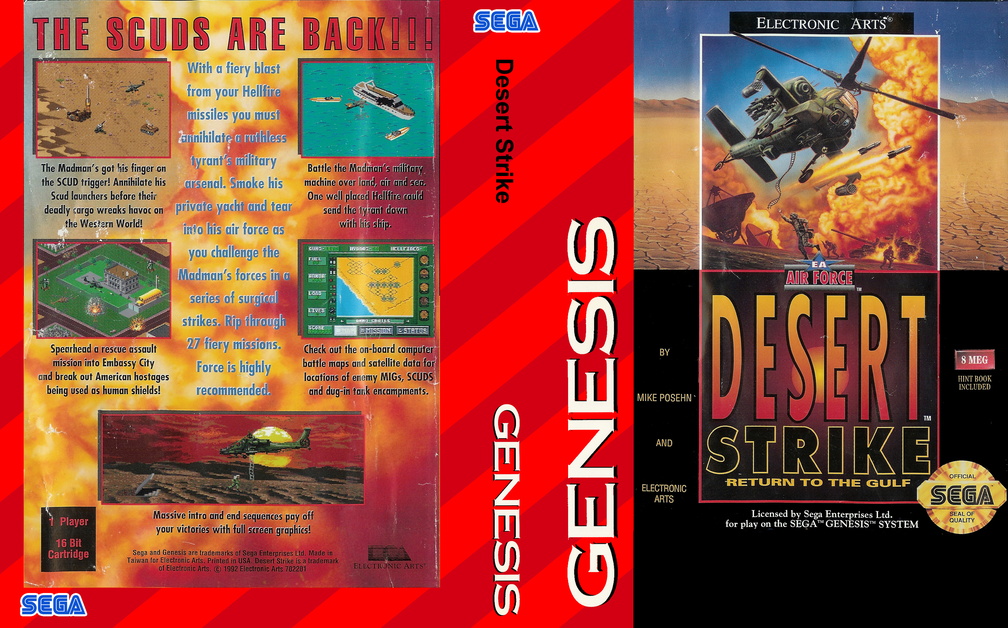 THE SCUDS ARE BACK!!!
With a fiery blast
from your Hellfire
missiles you must
annihilate a ruthless
tyrant's military
arsenal. Smoke his
private yacht and tear
into his air force as
you challenge the
Madman's forces in a
series of surgical
strikes. Rip through
27 fiery missions.
Force is highly
recommended.
The Madman's got his finger on
the SCUD trigger! Annihilate his
Scud launchers before their
deadly cargo wreaks havoc on
the Western World!
Battle the Madman's military
machine over land, air and sea.
One well placed Hellfire could
send the tyrant down
with his ship.
Spearhead a rescue assault
mission into Embassy City
and break out American hostages
being used as human shields!
Check out the on-board computer
battle maps and satellite data for
locations of enemy MIGs, SCUDS
and dug-in tank encampments.
Massive intro and end sequences pay off
your victories with full screen graphics!
1 Player
16 Bit
Cartridge
Sega and Genesis are trademarks of Sega Enterprises Ltd. Made in
Taiwan for Electronic Arts. Printed in USA. Desert Strike is a trademark
of Electronic Arts. © 1992 Electronic Arts 702201
EA
ELECTRONIC ARTS
SEGA
SEGA
Desert Strike
GENESIS
GENESIS
ELECTRONIC ARTS®
EA
AIR FORCE™
DESERT™
STRIKE
RETURN TO THE GULF
BY
MIKE POSEHN
AND
ELECTRONIC
ARTS
8 MEG
HINT BOOK
INCLUDED
OFFICIAL
SEGA
SEAL OF
QUALITY
Licensed by Sega Enterprises Ltd.
for play on the SEGA™ GENESIS™ SYSTEM